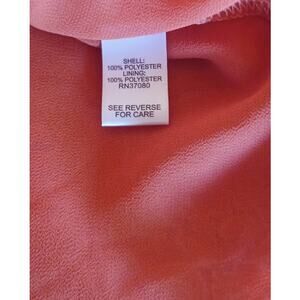 SHELL:
100% POLYESTER
LINING:
100% POLYESTER
RN37080
SEE REVERSE
FOR CARE